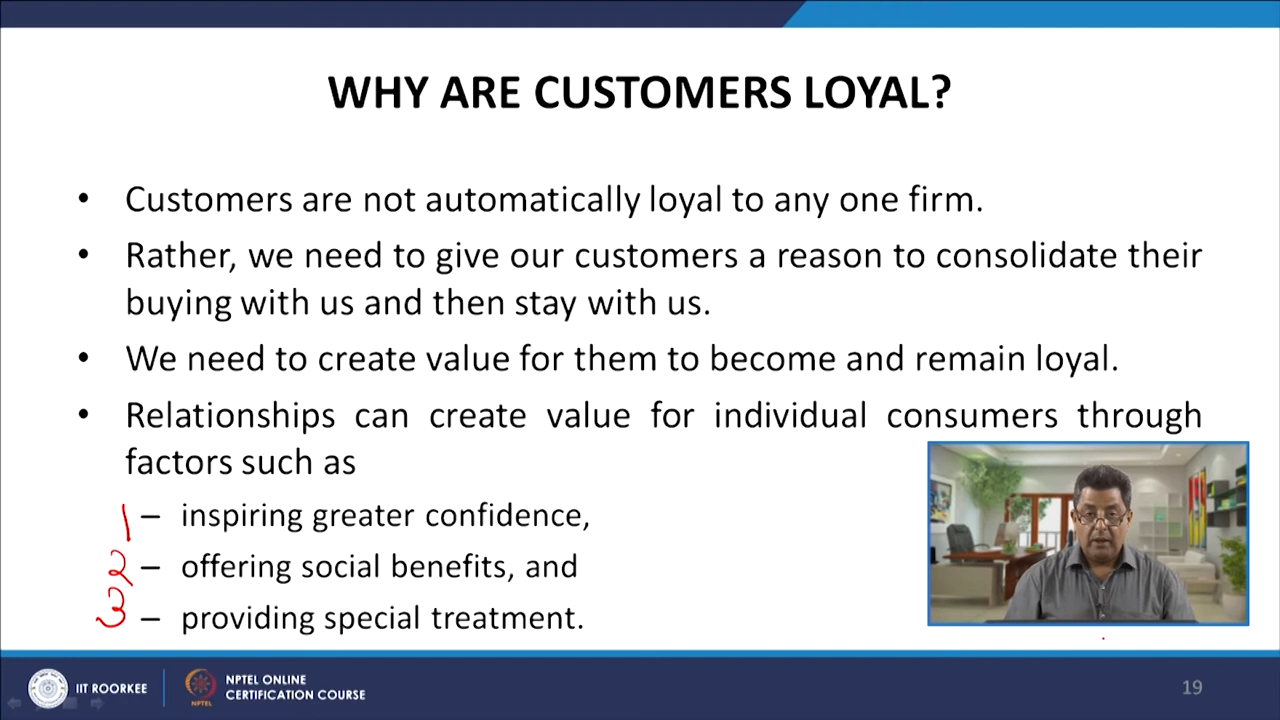 WHY ARE CUSTOMERS LOYAL?
• Customers are not automatically loyal to any one firm.
• Rather, we need to give our customers a reason to consolidate their
buying with us and then stay with us.
• We need to create value for them to become and remain loyal.
• Relationships can create value for individual consumers through
factors such as
1 – inspiring greater confidence,
2 – offering social benefits, and
3 – providing special treatment.
IIT ROORKEE
NPTEL
NPTEL ONLINE
CERTIFICATION COURSE
19